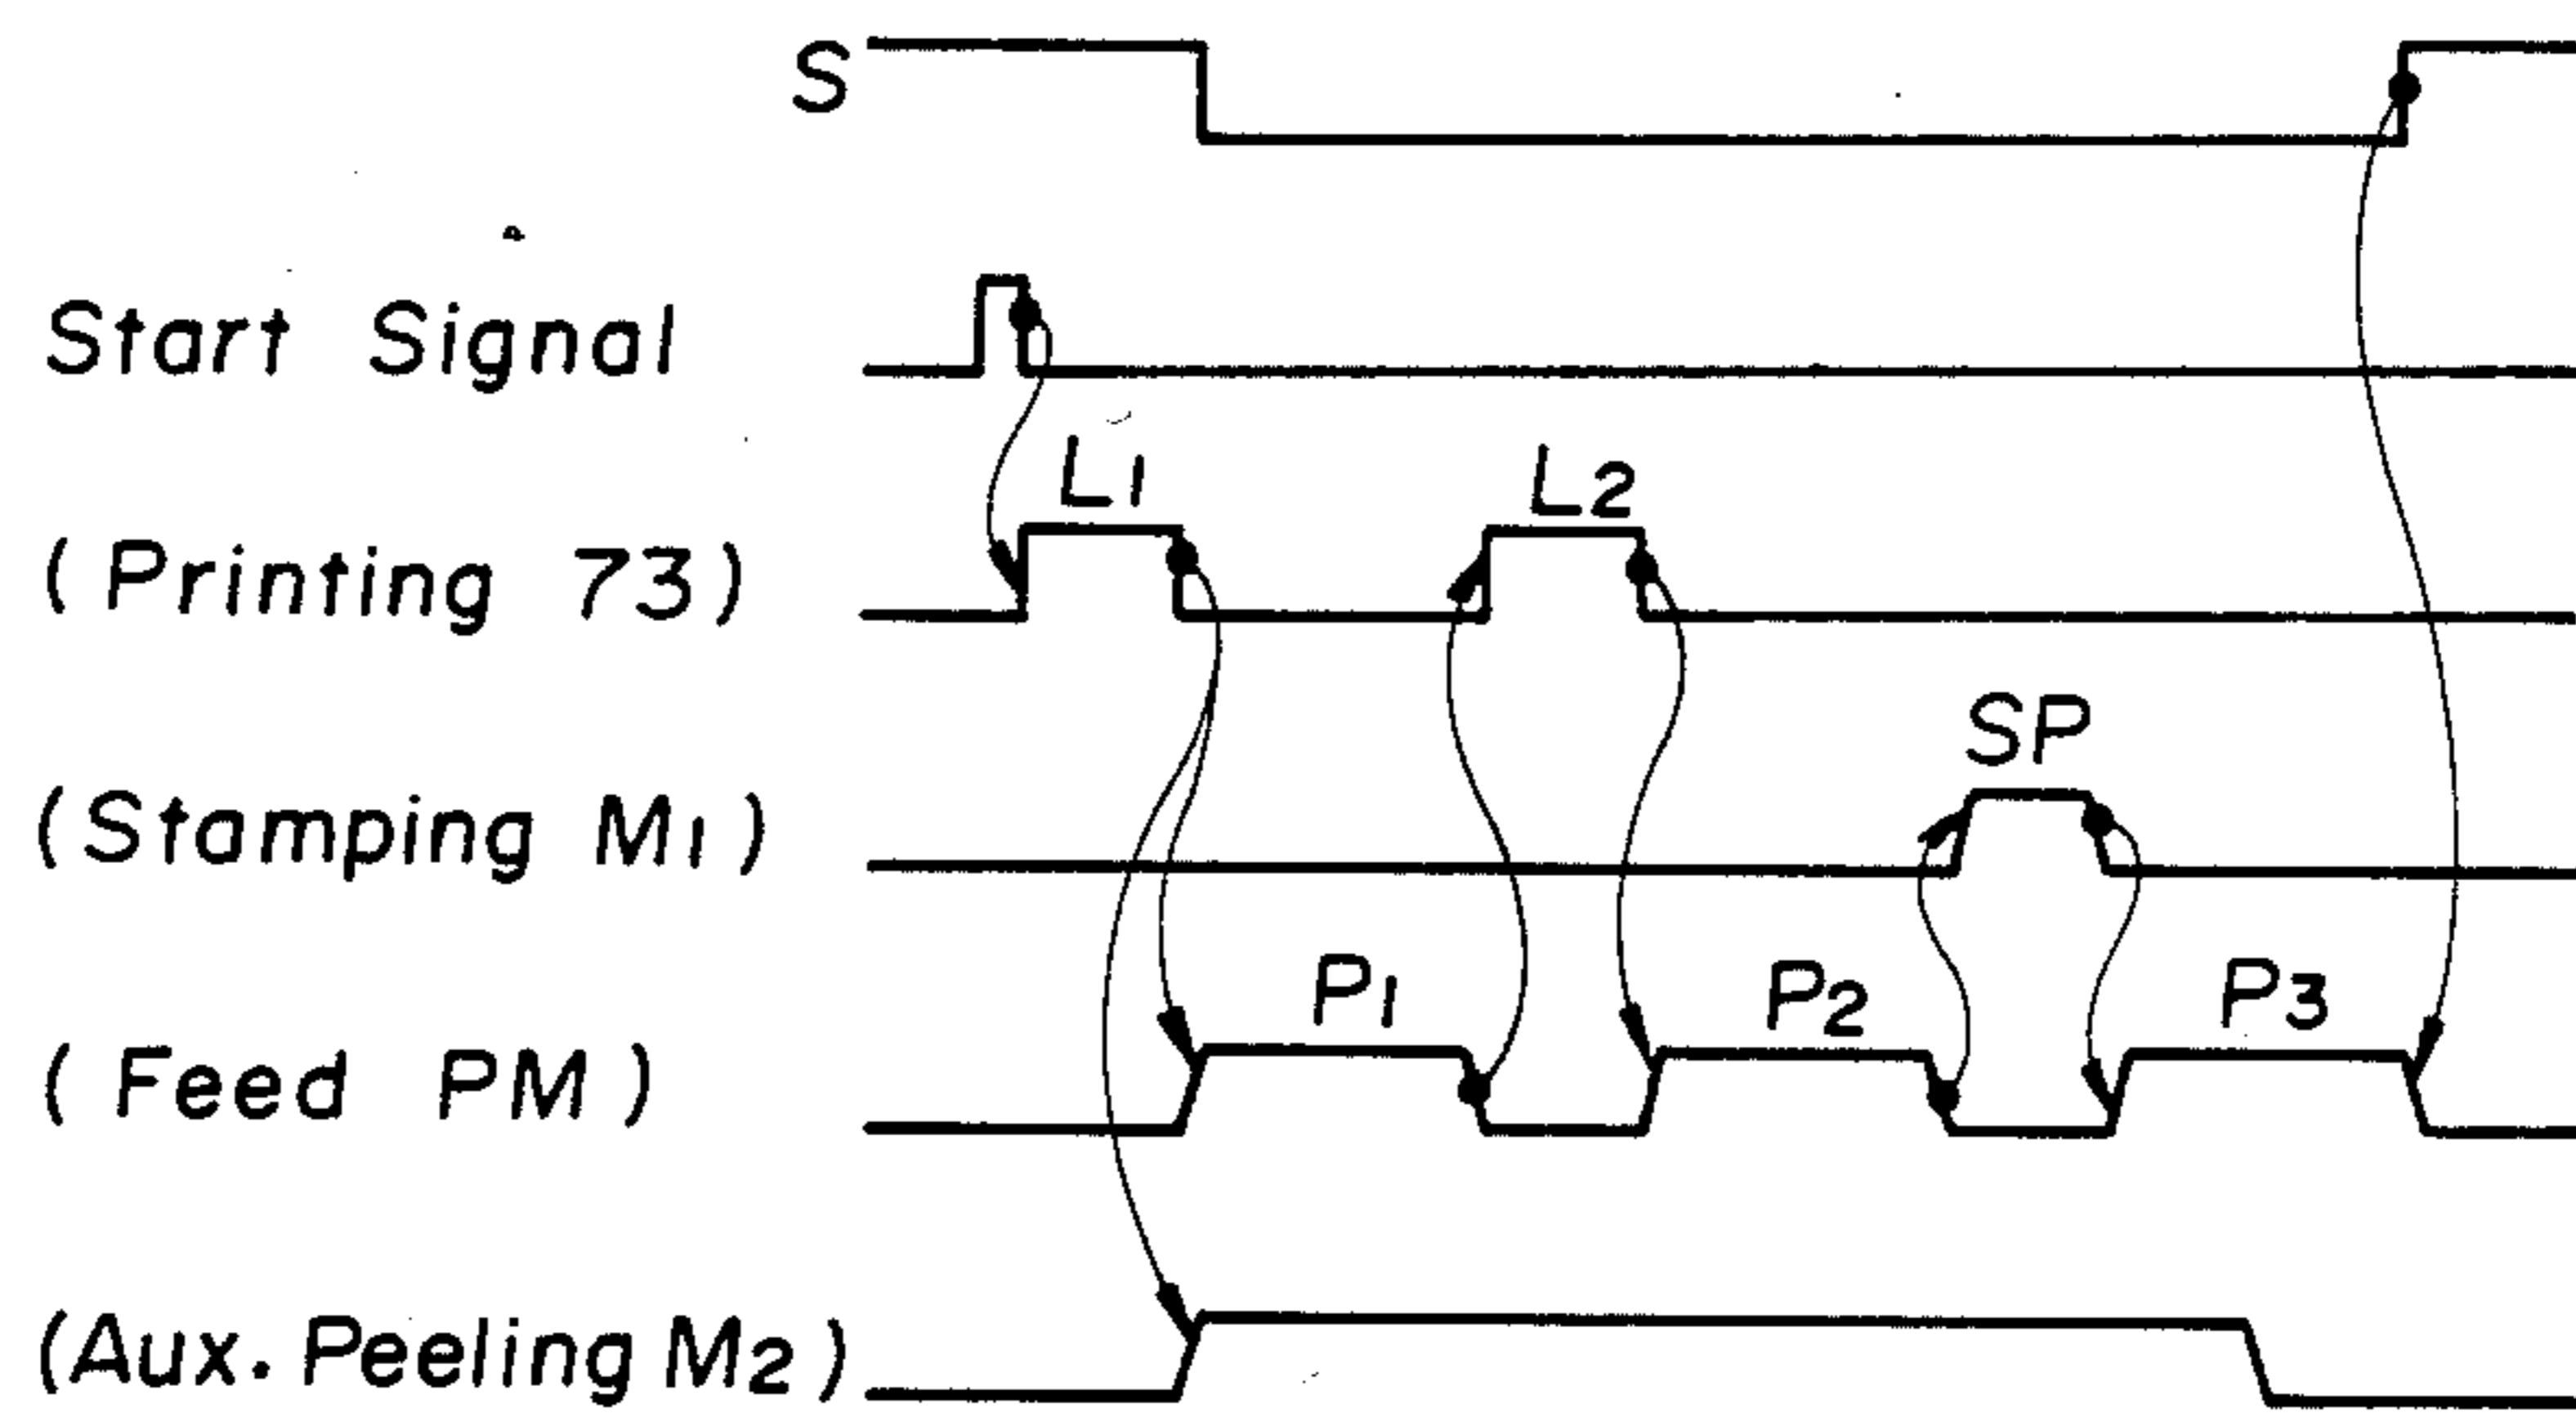 S
Start Signal
L1 L2
(Printing 73)
SP
(Stamping M1)
P1 P2 P3
(Feed PM)
(Aux. Peeling M2)